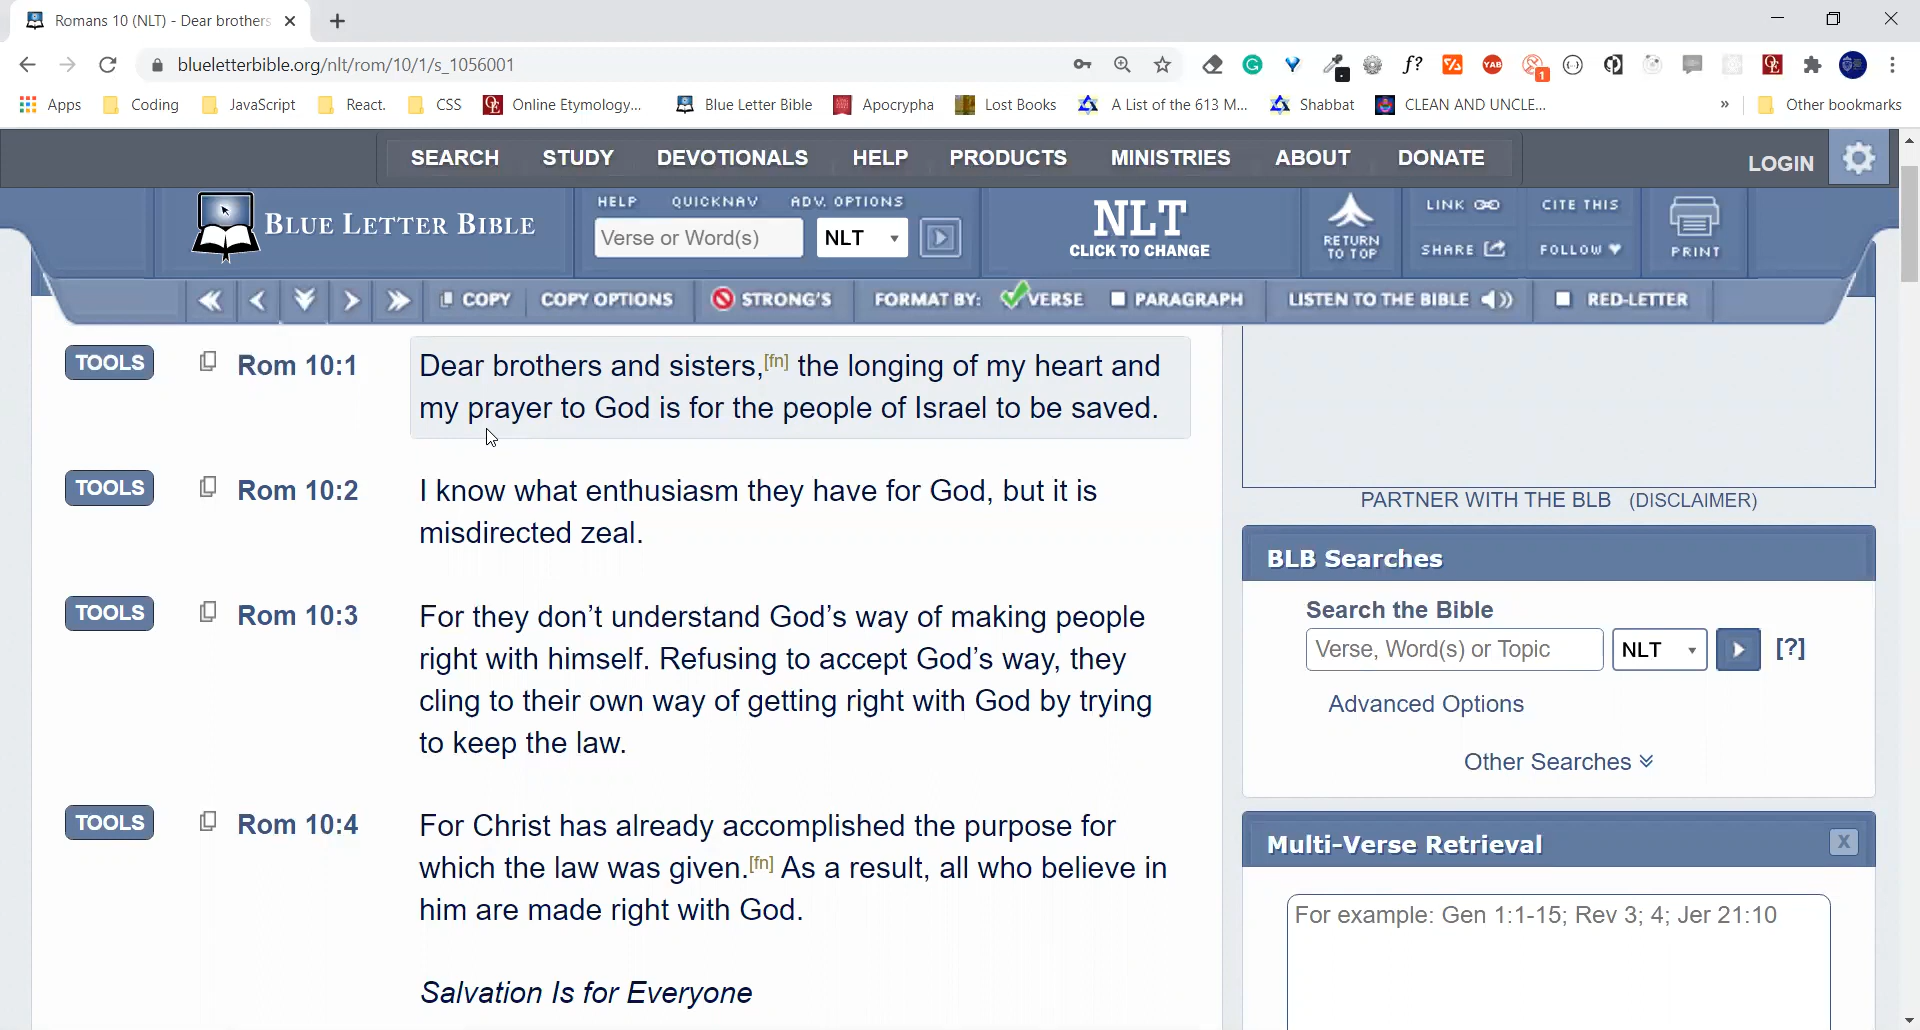 Romans 10 (NLT) - Dear brothers
blueletterbible.org/nlt/rom/10/1/s_1056001
f?
YAB
1
OE
Apps
Coding
JavaScript
React.
CSS
OE
Online Etymology...
Blue Letter Bible
Apocrypha
Lost Books
A List of the 613 M...
Shabbat
CLEAN AND UNCLE...
»
Other bookmarks
SEARCH
STUDY
DEVOTIONALS
HELP
PRODUCTS
MINISTRIES
ABOUT
DONATE
LOGIN
BLUE LETTER BIBLE
HELP
QUICKNAV
ADV. OPTIONS
Verse or Word(s)
NLT
NLT
CLICK TO CHANGE
RETURN
TO TOP
LINK
CITE THIS
SHARE
FOLLOW
PRINT
COPY
COPY OPTIONS
STRONG'S
FORMAT BY:
VERSE
PARAGRAPH
LISTEN TO THE BIBLE
RED-LETTER
TOOLS
Rom 10:1
Dear brothers and sisters,[fn] the longing of my heart and
my prayer to God is for the people of Israel to be saved.
TOOLS
Rom 10:2
I know what enthusiasm they have for God, but it is
misdirected zeal.
TOOLS
Rom 10:3
For they don’t understand God’s way of making people
right with himself. Refusing to accept God’s way, they
cling to their own way of getting right with God by trying
to keep the law.
TOOLS
Rom 10:4
For Christ has already accomplished the purpose for
which the law was given.[fn] As a result, all who believe in
him are made right with God.
Salvation Is for Everyone
PARTNER WITH THE BLB (DISCLAIMER)
BLB Searches
Search the Bible
Verse, Word(s) or Topic
NLT
[?]
Advanced Options
Other Searches
Multi-Verse Retrieval
X
For example: Gen 1:1-15; Rev 3; 4; Jer 21:10